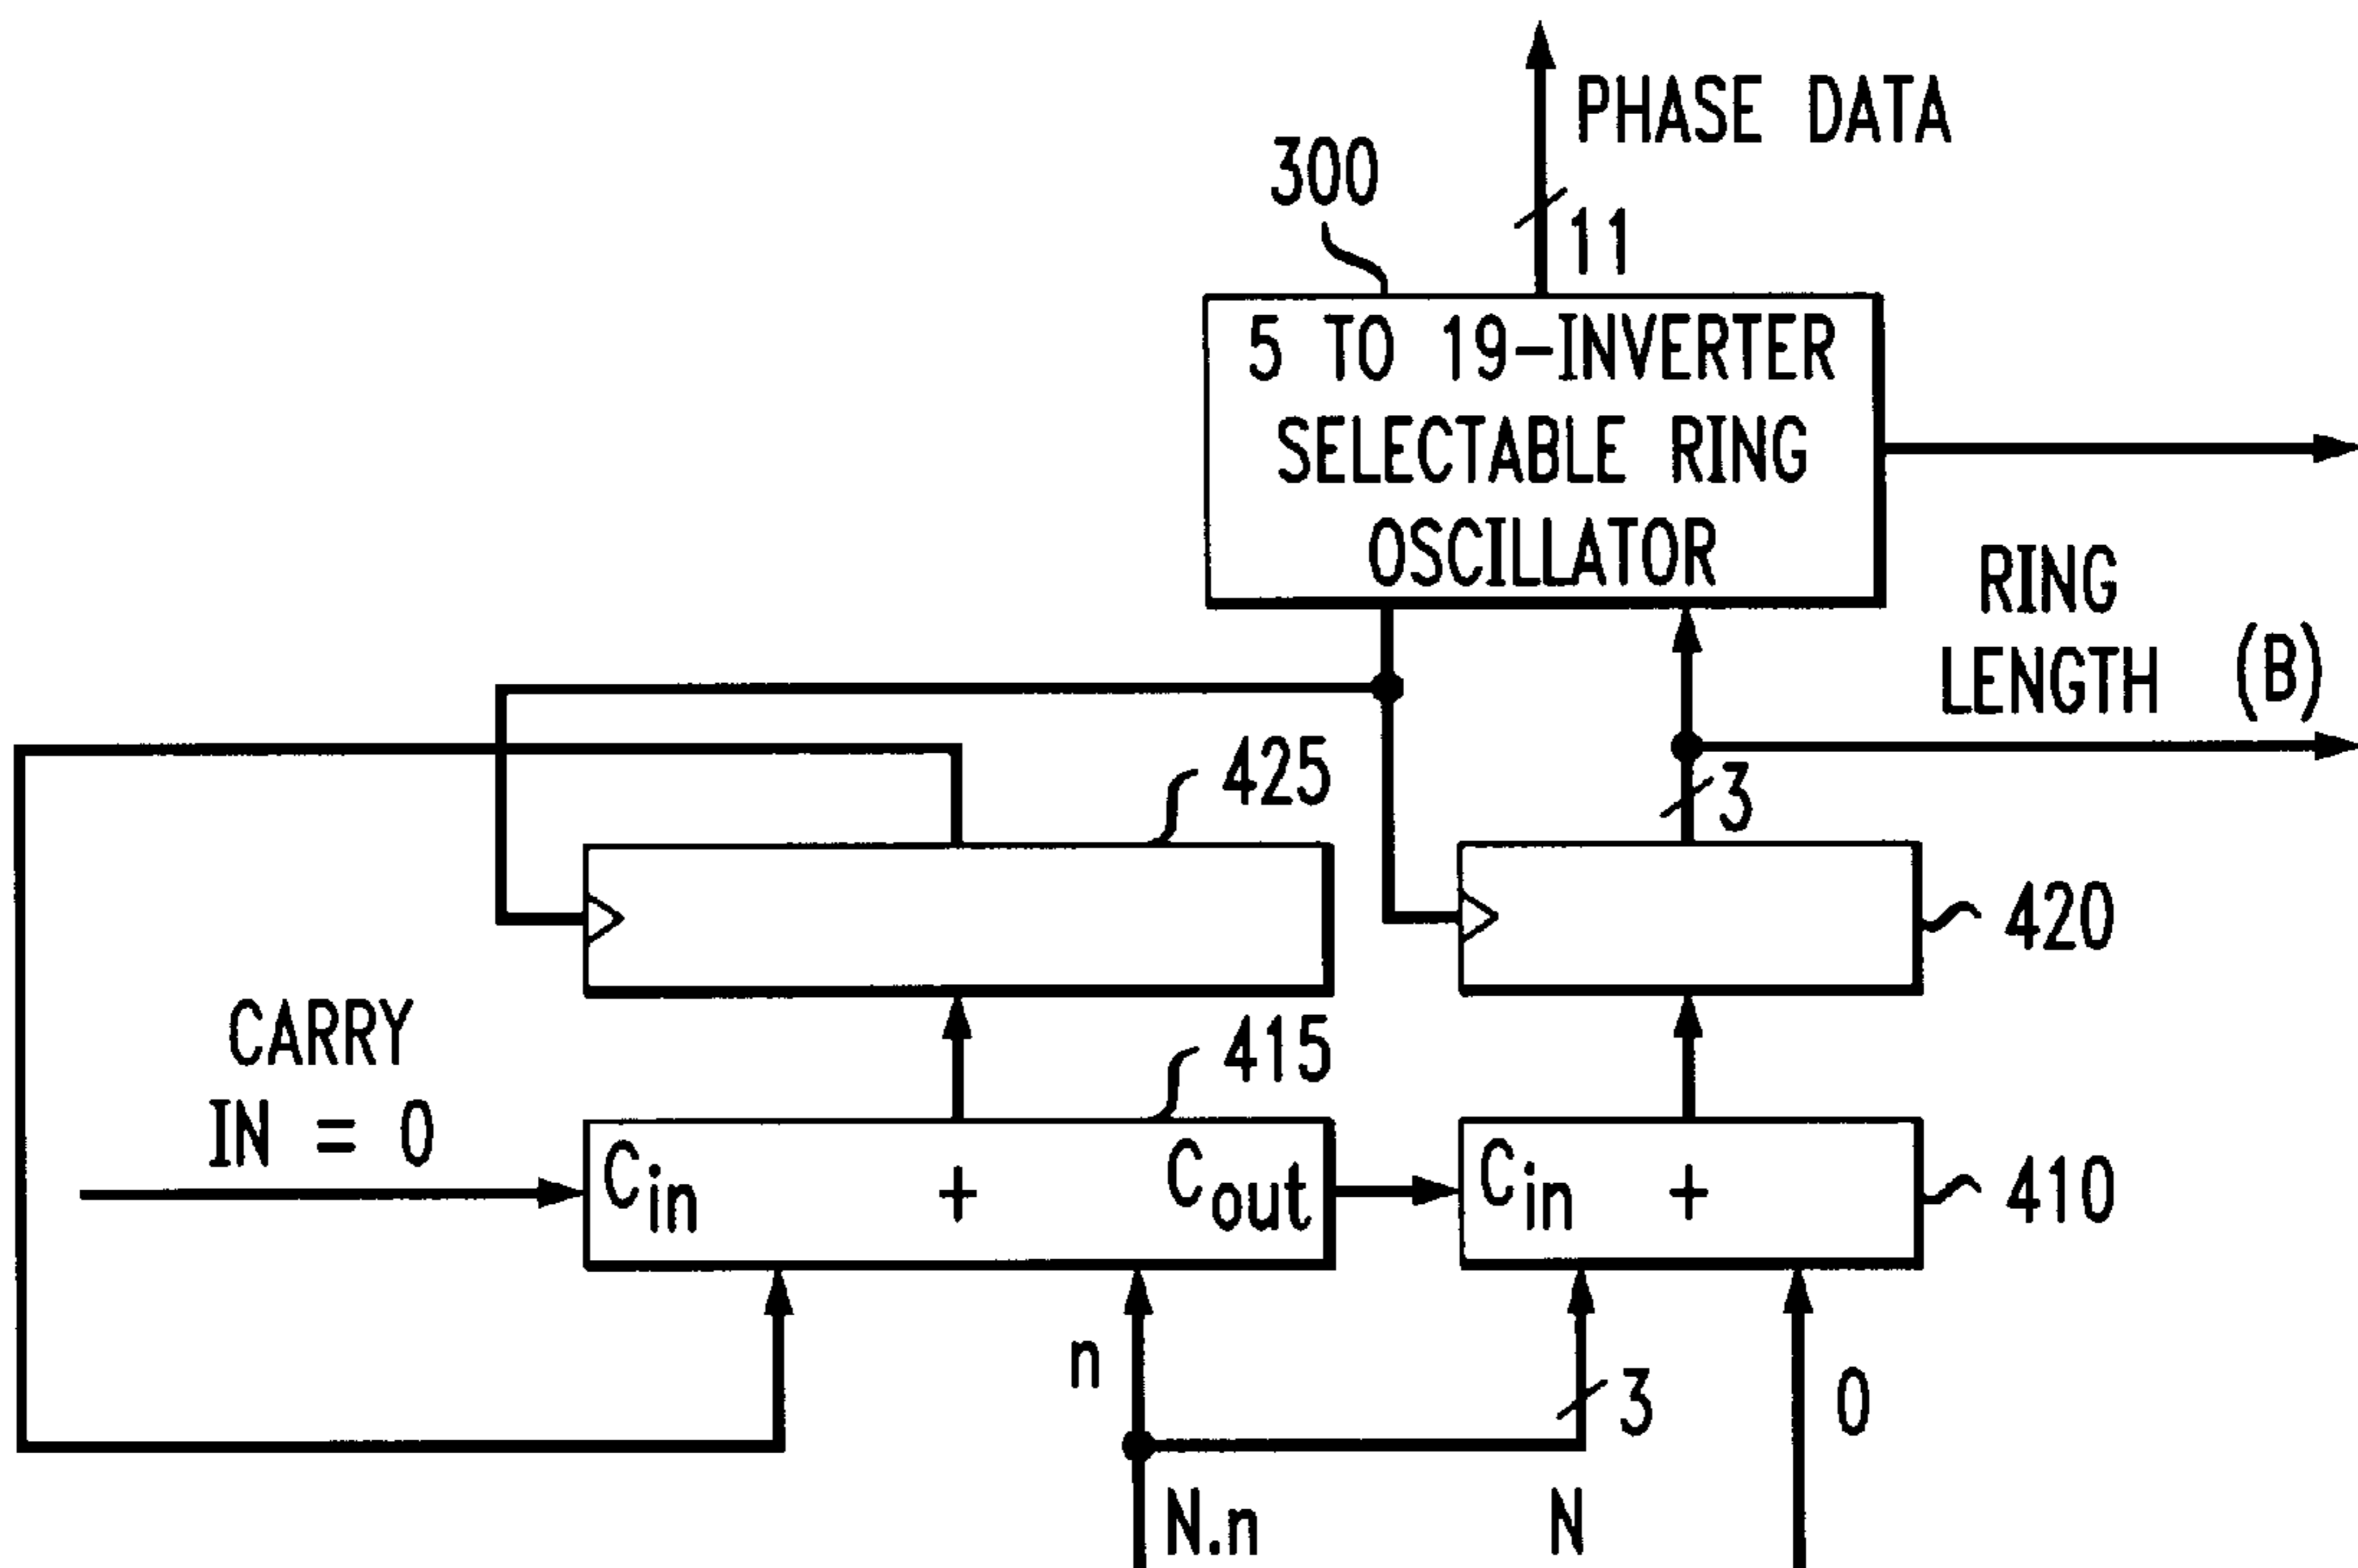 PHASE DATA
300
11
5 TO 19-INVERTER
SELECTABLE RING
OSCILLATOR
RING
LENGTH (B)
425
3
420
CARRY
IN = 0
415
Cin + Cout
Cin +
410
n
3
0
N.n
N